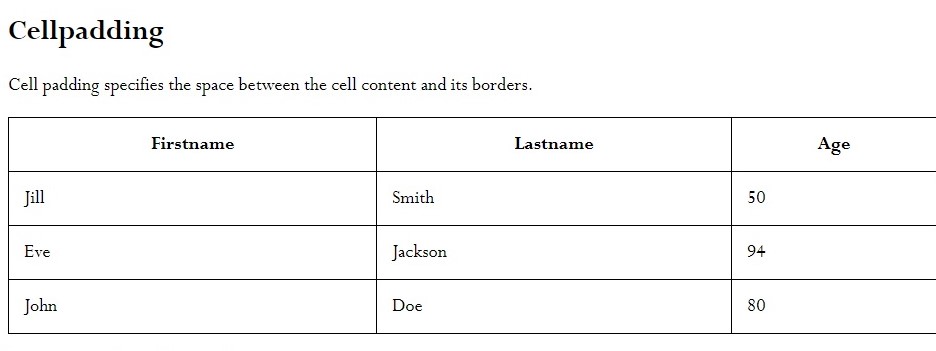 Cellpadding
Cell padding specifies the space between the cell content and its borders.
Firstname Lastname Age
Jill Smith 50
Eve Jackson 94
John Doe 80